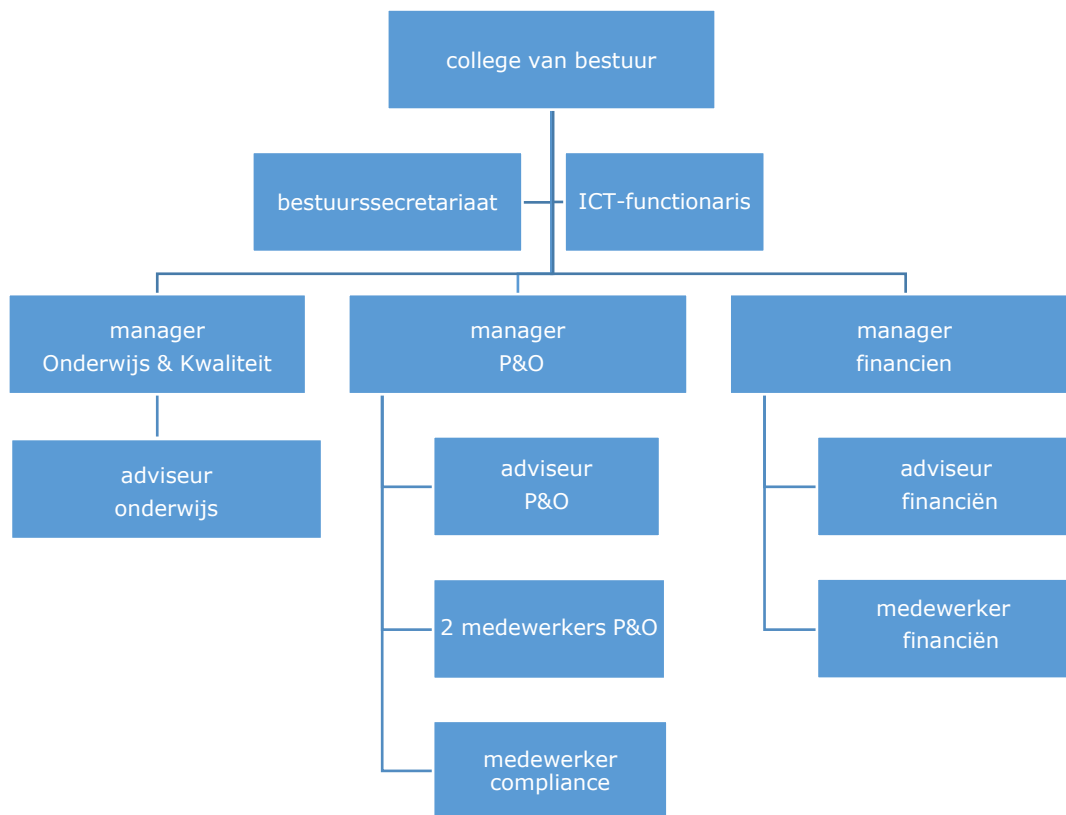 college van bestuur
bestuurssecretariaat
ICT-functionaris
manager
Onderwijs & Kwaliteit
manager
P&O
manager
financien
adviseur
onderwijs
adviseur
P&O
adviseur
financiën
2 medewerkers P&O
medewerker
financiën
medewerker
compliance